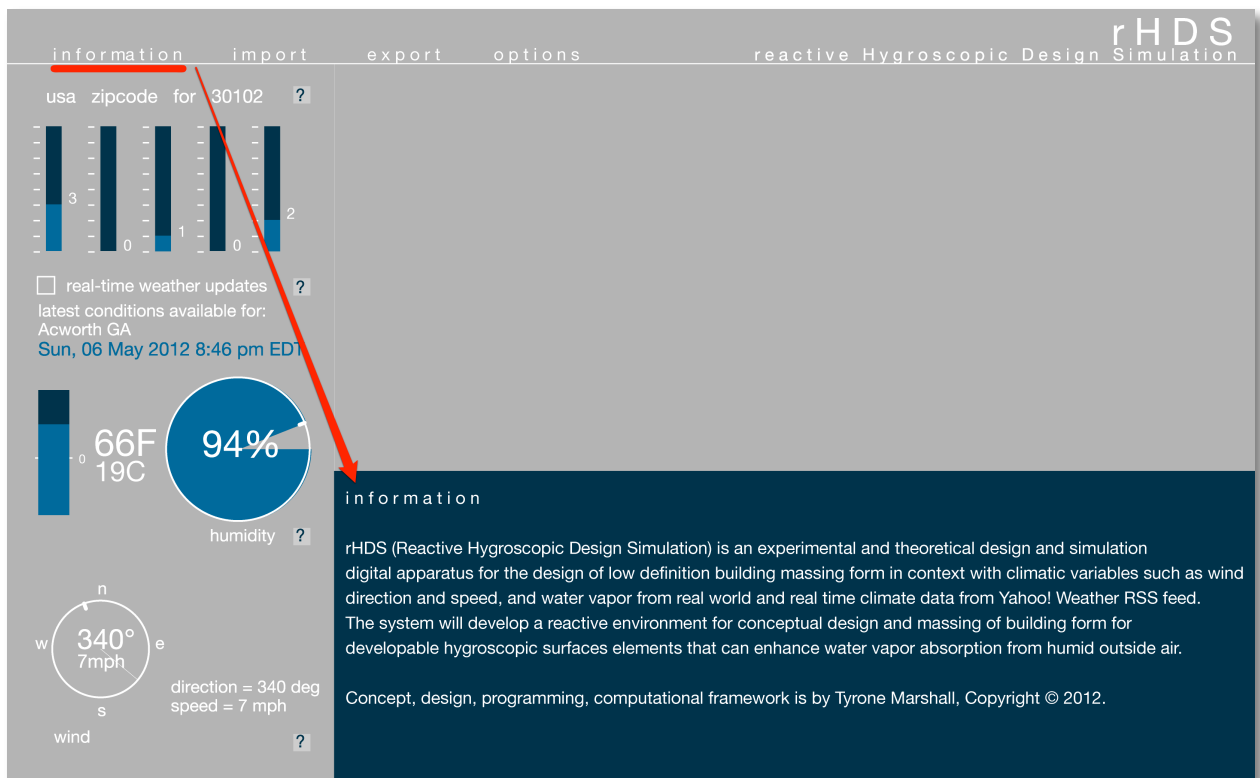 rHDS
information import export options reactive Hygroscopic Design Simulation
usa zipcode for 30102 ?
3 0 1 0 2
real-time weather updates ?
latest conditions available for:
Acworth GA
Sun, 06 May 2012 8:46 pm EDT
0 66F 94%
19C
humidity ?
n
w 340° e
7mph
s
direction = 340 deg
speed = 7 mph
wind ?
information
rHDS (Reactive Hygroscopic Design Simulation) is an experimental and theoretical design and simulation
digital apparatus for the design of low definition building massing form in context with climatic variables such as wind
direction and speed, and water vapor from real world and real time climate data from Yahoo! Weather RSS feed.
The system will develop a reactive environment for conceptual design and massing of building form for
developable hygroscopic surfaces elements that can enhance water vapor absorption from humid outside air.
Concept, design, programming, computational framework is by Tyrone Marshall, Copyright © 2012.